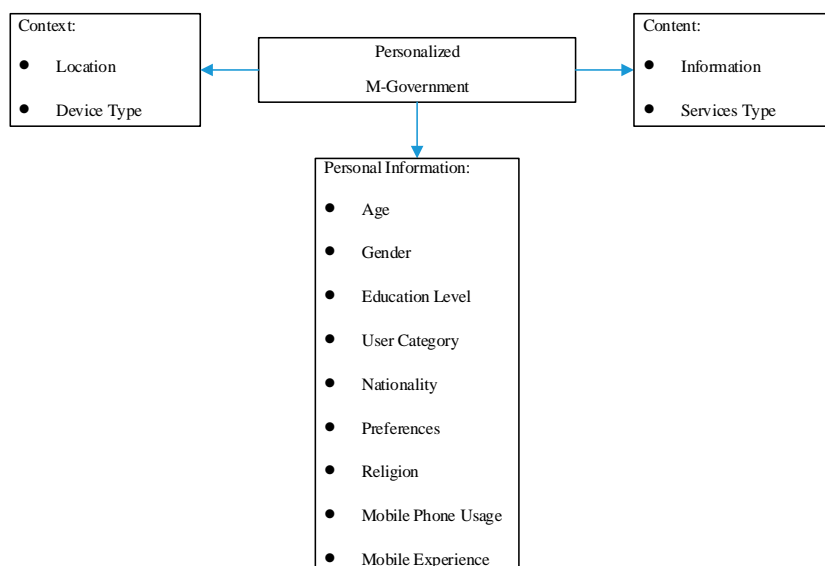 Context:
● Location
● Device Type
Personalized
M-Government
Content:
● Information
● Services Type
Personal Information:
● Age
● Gender
● Education Level
● User Category
● Nationality
● Preferences
● Religion
● Mobile Phone Usage
● Mobile Experience